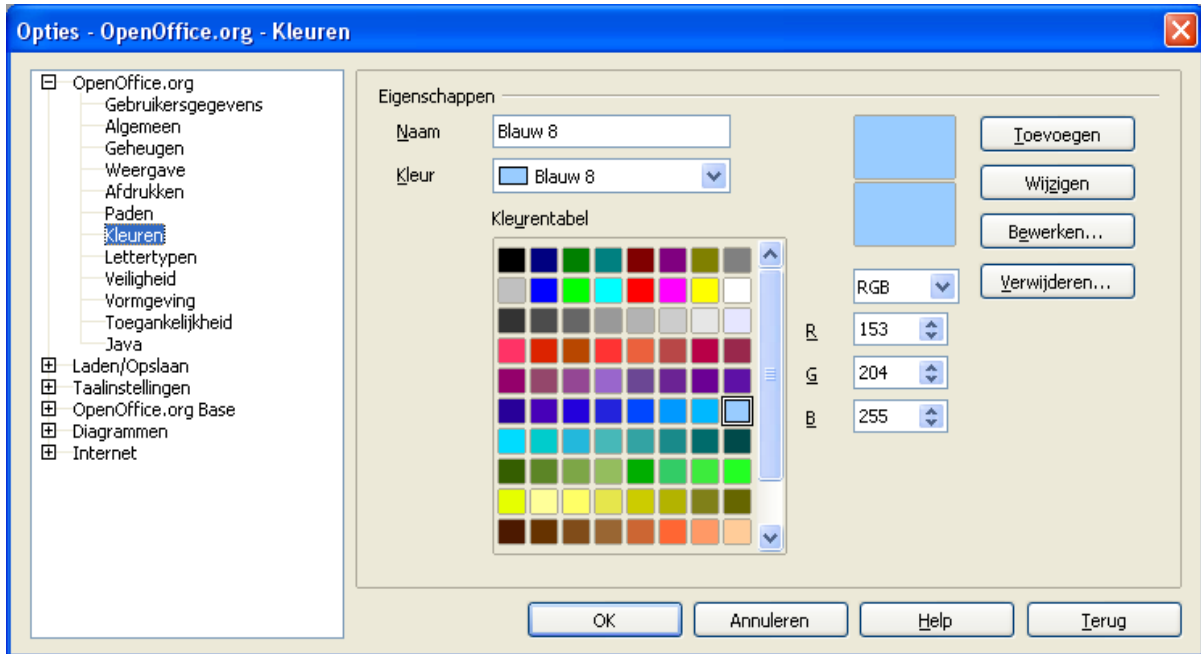 Opties - OpenOffice.org - Kleuren
OpenOffice.org
Gebruikersgegevens
Algemeen
Geheugen
Weergave
Afdrukken
Paden
Kleuren
Lettertypen
Veiligheid
Vormgeving
Toegankelijkheid
Java
Laden/Opslaan
Taalinstellingen
OpenOffice.org Base
Diagrammen
Internet
Eigenschappen
Naam
Blauw 8
Kleur
Blauw 8
Kleurentabel
Toevoegen
Wijzigen
Bewerken...
Verwijderen...
RGB
R 153
G 204
B 255
OK Annuleren Help Terug